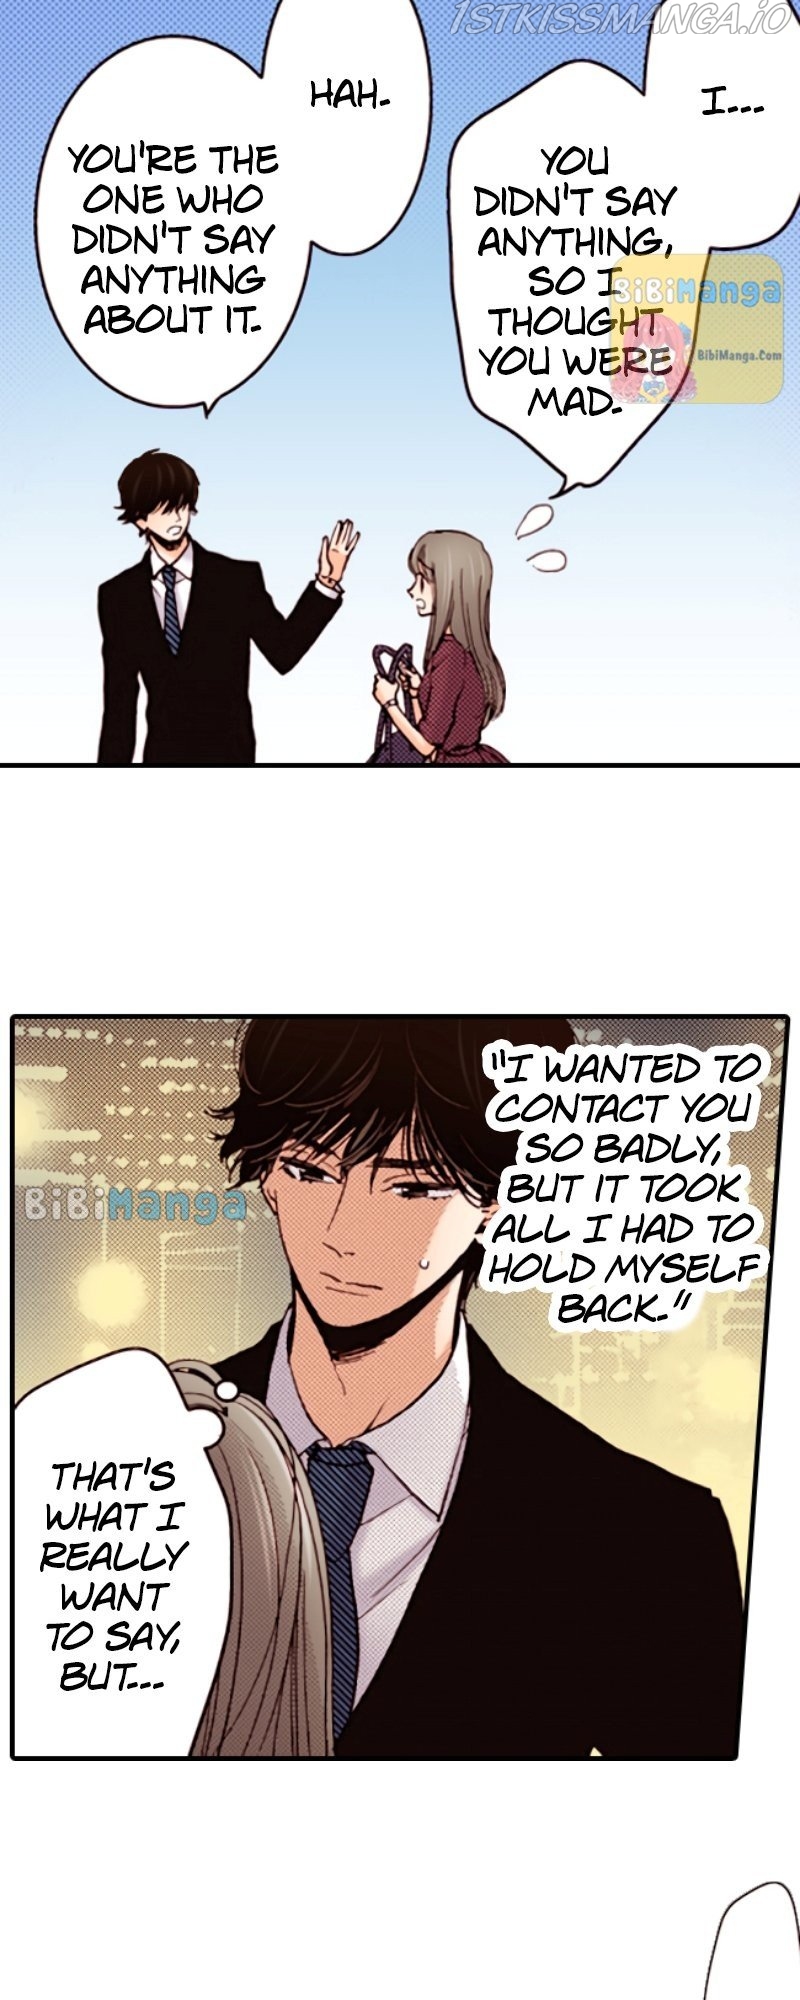 1STKISSMANGA.IO
HAH.
YOU'RE THE
ONE WHO
DIDN'T SAY
ANYTHING
ABOUT IT.
I...
YOU
DIDN'T SAY
ANYTHING,
SO I
THOUGHT
YOU WERE
MAD.
BiBiManga
BibiManga.Com
"I WANTED TO
CONTACT YOU
SO BADLY,
BUT IT TOOK
ALL I HAD TO
HOLD MYSELF
BACK."
BiBiManga
THAT'S
WHAT I
REALLY
WANT
TO SAY,
BUT...